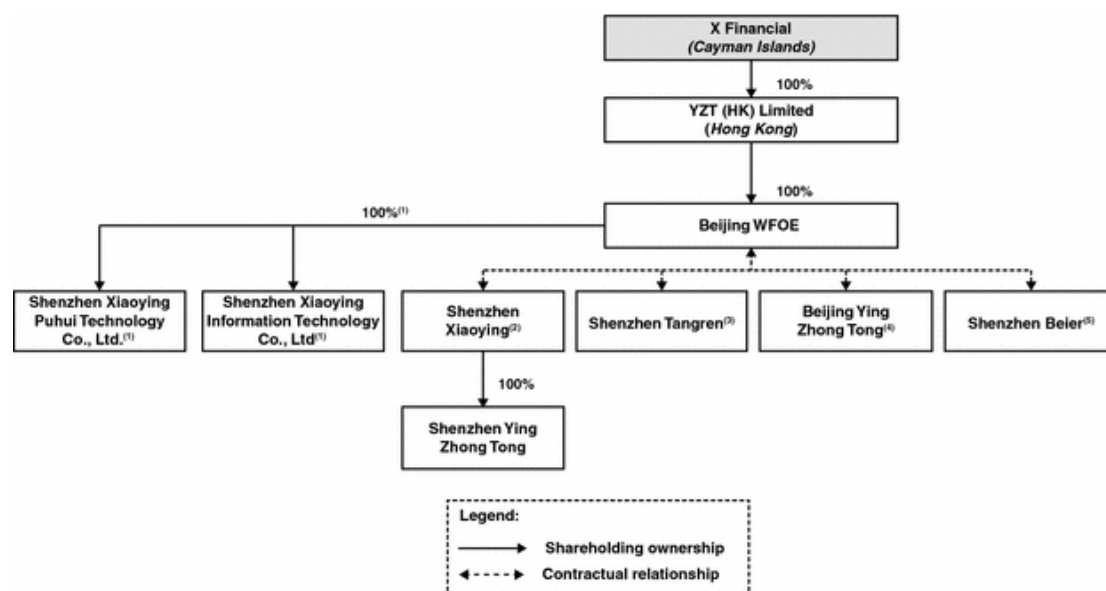 X Financial
(Cayman Islands)
100%
YZT (HK) Limited
(Hong Kong)
100%
100%(1)
Beijing WFOE
Shenzhen Xiaoying
Puhui Technology
Co., Ltd.(1)
Shenzhen Xiaoying
Information Technology
Co., Ltd(1)
Shenzhen
Xiaoying(2)
Shenzhen Tangren(3)
Beijing Ying
Zhong Tong(4)
Shenzhen Beier(5)
100%
Shenzhen Ying
Zhong Tong
Legend:
Shareholding ownership
Contractual relationship